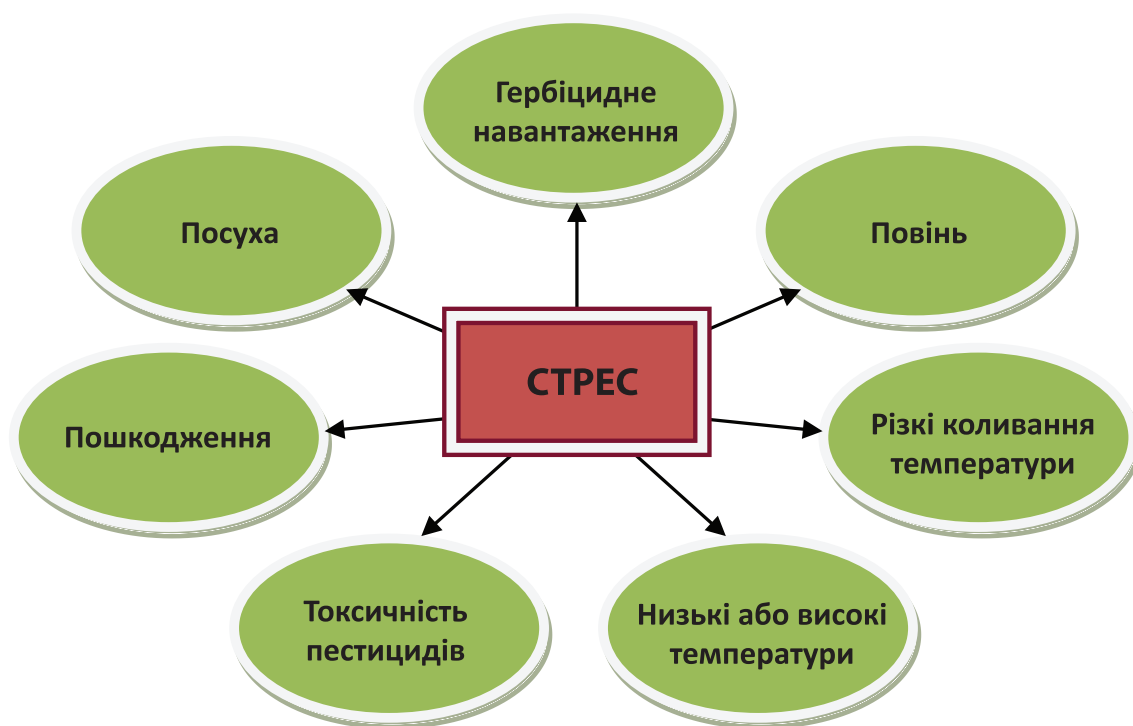 Гербіцидне
навантаження
Посуха
Повінь
СТРЕС
Пошкодження
Різкі коливання
температури
Токсичність
пестицидів
Низькі або високі
температури